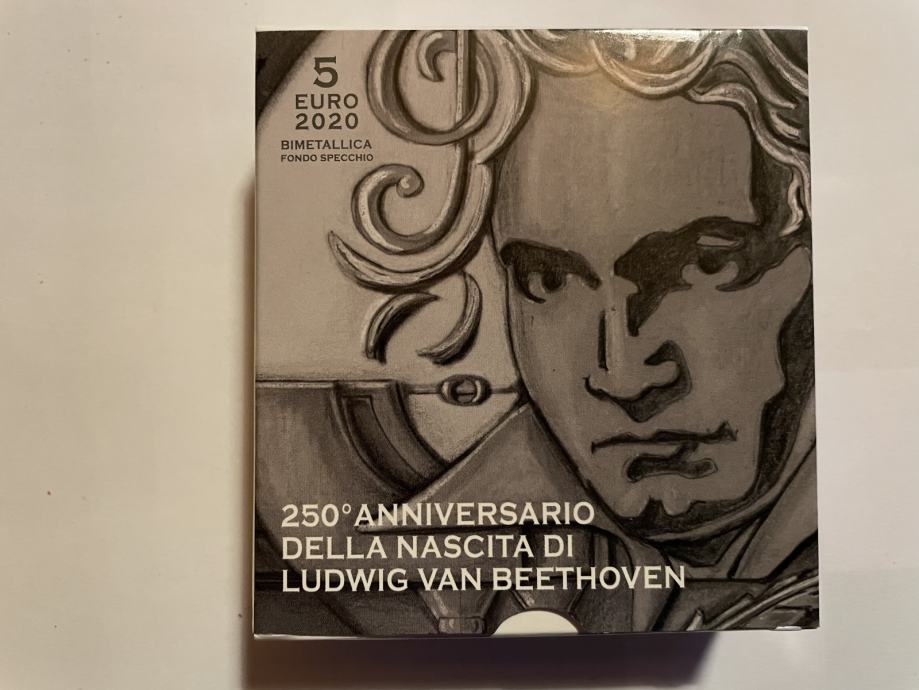 5
EURO
2020
BIMETALLICA
FONDO SPECCHIO
250° ANNIVERSARIO
DELLA NASCITA DI
LUDWIG VAN BEETHOVEN